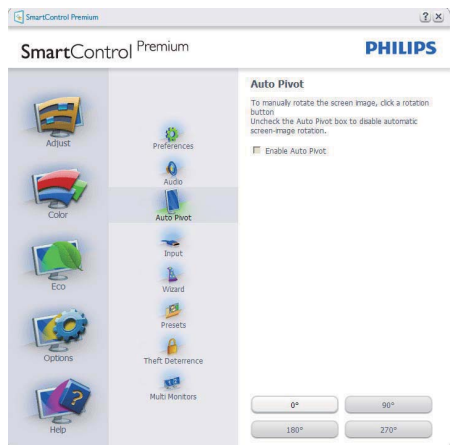 SmartControl Premium
? ×
SmartControl Premium
PHILIPS
Adjust
Color
Eco
Options
Help
Preferences
Audio
Auto Pivot
Input
Wizard
Presets
Theft Deterrence
Multi Monitors
Auto Pivot
To manually rotate the screen image, click a rotation
button
Uncheck the Auto Pivot box to disable automatic
screen-image rotation.
Enable Auto Pivot
0° 90°
180° 270°